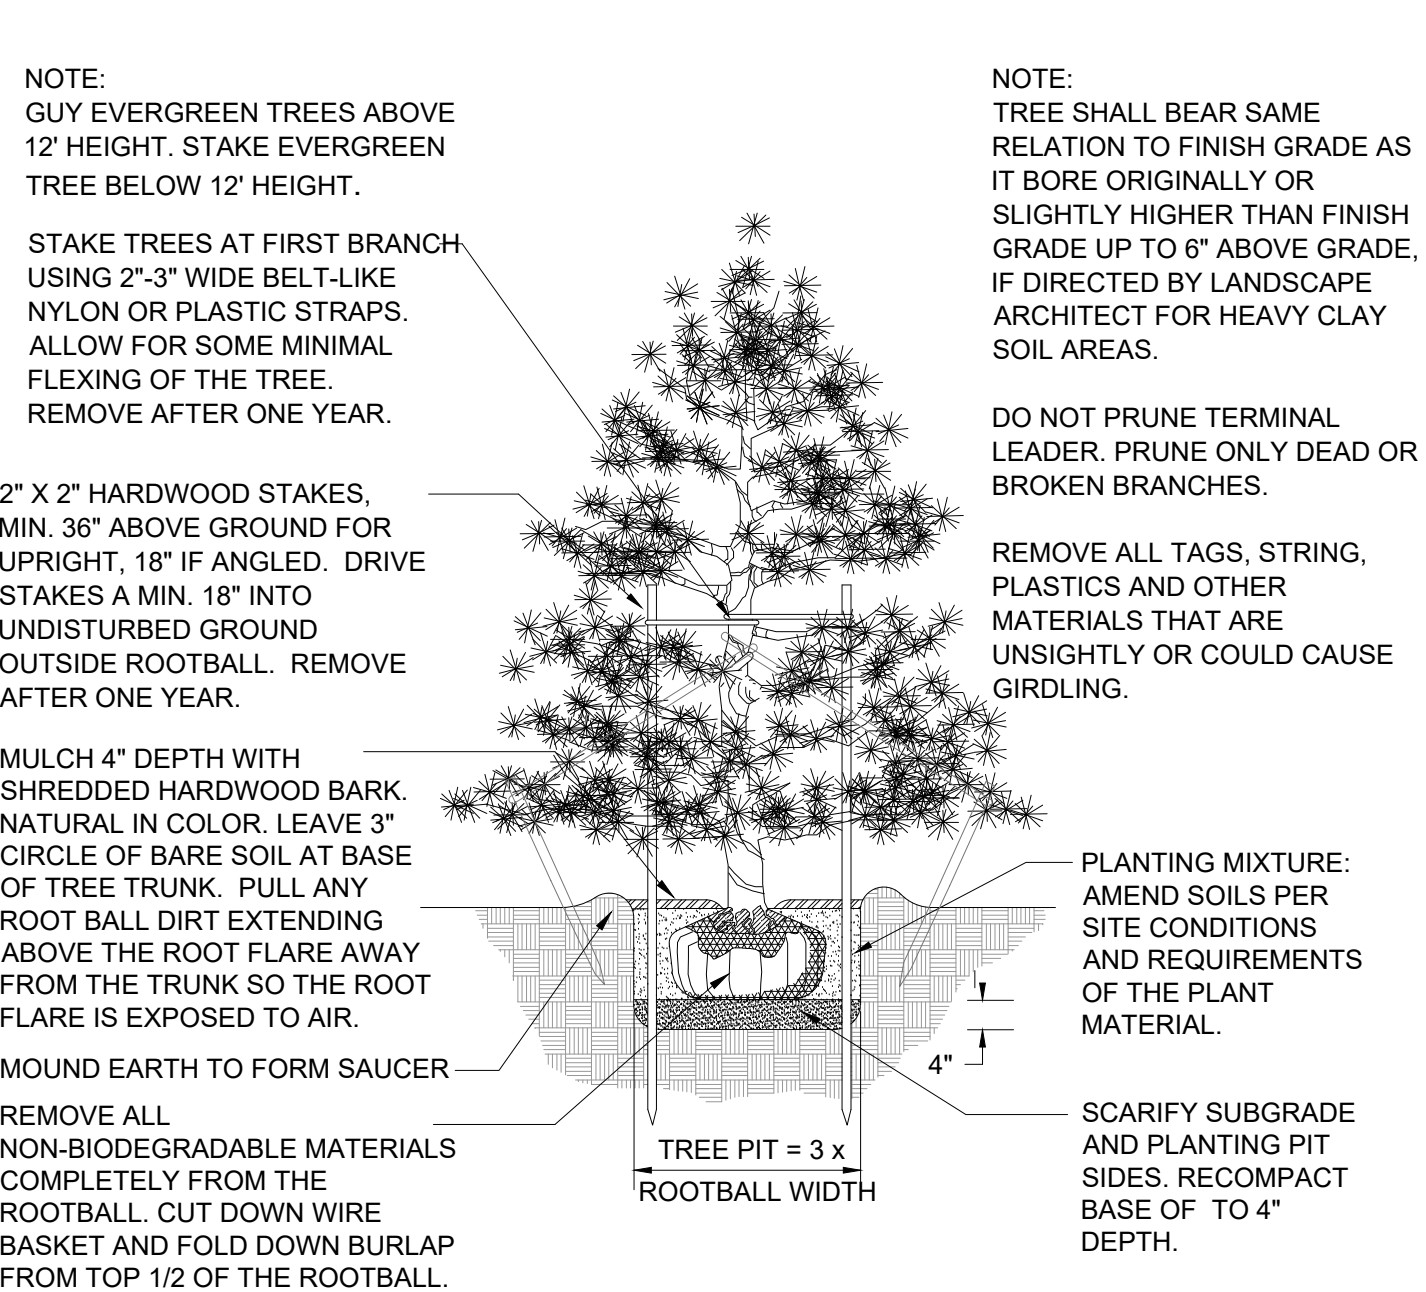 NOTE:
GUY EVERGREEN TREES ABOVE
12' HEIGHT. STAKE EVERGREEN
TREE BELOW 12' HEIGHT.
STAKE TREES AT FIRST BRANCH
USING 2"-3" WIDE BELT-LIKE
NYLON OR PLASTIC STRAPS.
ALLOW FOR SOME MINIMAL
FLEXING OF THE TREE.
REMOVE AFTER ONE YEAR.
2" X 2" HARDWOOD STAKES,
MIN. 36" ABOVE GROUND FOR
UPRIGHT, 18" IF ANGLED. DRIVE
STAKES A MIN. 18" INTO
UNDISTURBED GROUND
OUTSIDE ROOTBALL. REMOVE
AFTER ONE YEAR.
MULCH 4" DEPTH WITH
SHREDDED HARDWOOD BARK.
NATURAL IN COLOR. LEAVE 3"
CIRCLE OF BARE SOIL AT BASE
OF TREE TRUNK. PULL ANY
ROOT BALL DIRT EXTENDING
ABOVE THE ROOT FLARE AWAY
FROM THE TRUNK SO THE ROOT
FLARE IS EXPOSED TO AIR.
MOUND EARTH TO FORM SAUCER
REMOVE ALL
NON-BIODEGRADABLE MATERIALS
COMPLETELY FROM THE
ROOTBALL. CUT DOWN WIRE
BASKET AND FOLD DOWN BURLAP
FROM TOP 1/2 OF THE ROOTBALL.
TREE PIT = 3 x
ROOTBALL WIDTH
4"
NOTE:
TREE SHALL BEAR SAME
RELATION TO FINISH GRADE AS
IT BORE ORIGINALLY OR
SLIGHTLY HIGHER THAN FINISH
GRADE UP TO 6" ABOVE GRADE,
IF DIRECTED BY LANDSCAPE
ARCHITECT FOR HEAVY CLAY
SOIL AREAS.
DO NOT PRUNE TERMINAL
LEADER. PRUNE ONLY DEAD OR
BROKEN BRANCHES.
REMOVE ALL TAGS, STRING,
PLASTICS AND OTHER
MATERIALS THAT ARE
UNSIGHTLY OR COULD CAUSE
GIRDLING.
PLANTING MIXTURE:
AMEND SOILS PER
SITE CONDITIONS
AND REQUIREMENTS
OF THE PLANT
MATERIAL.
SCARIFY SUBGRADE
AND PLANTING PIT
SIDES. RECOMPACT
BASE OF TO 4"
DEPTH.